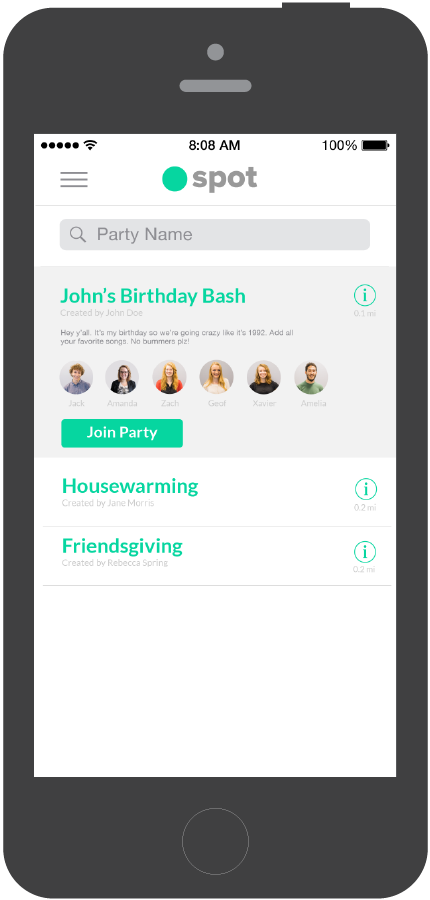 8:08 AM 100%
spot
Party Name
John's Birthday Bash
Created by John Doe
0.1 mi
Hey y'all. It's my birthday so we're going crazy like it's 1992. Add all
your favorite songs. No bummers plz!
Jack Amanda Zach Geof Xavier Amelia
Join Party
Housewarming
Created by Jane Morris
0.2 mi
Friendsgiving
Created by Rebecca Spring
0.2 mi